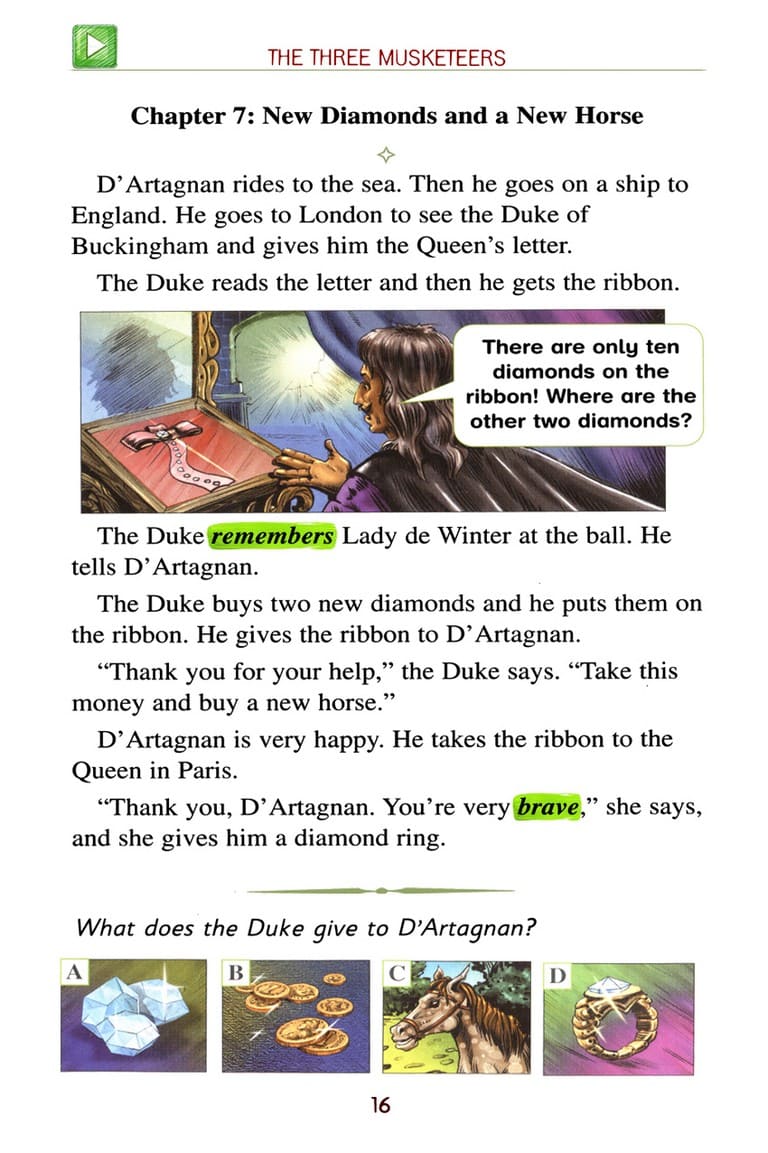 THE THREE MUSKETEERS
Chapter 7: New Diamonds and a New Horse
D'Artagnan rides to the sea. Then he goes on a ship to
England. He goes to London to see the Duke of
Buckingham and gives him the Queen's letter.
The Duke reads the letter and then he gets the ribbon.
There are only ten
diamonds on the
ribbon! Where are the
other two diamonds?
The Duke remembers Lady de Winter at the ball. He
tells D'Artagnan.
The Duke buys two new diamonds and he puts them on
the ribbon. He gives the ribbon to D'Artagnan.
“Thank you for your help,” the Duke says. “Take this
money and buy a new horse.”
D'Artagnan is very happy. He takes the ribbon to the
Queen in Paris.
“Thank you, D'Artagnan. You're very brave,” she says,
and she gives him a diamond ring.
What does the Duke give to D'Artagnan?
A B C D
16